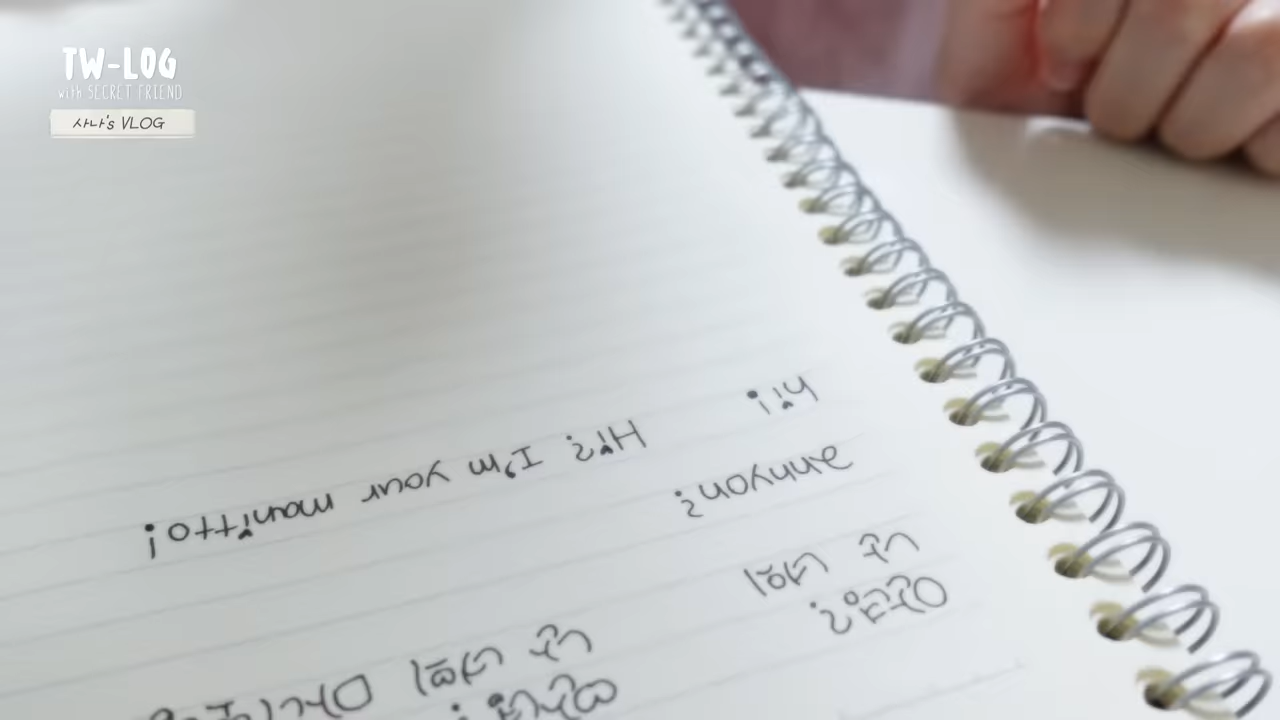 TW-LOG
with SECRET FRIEND
사나's VLOG
안녕!
난 너의
안녕?
난 너의
annyon?
Hi? I'm your manitto!
hi!